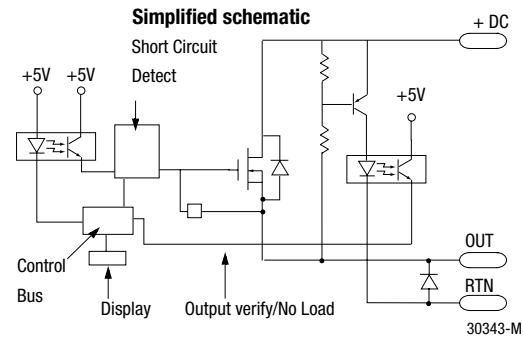 Simplified schematic
+ DC
Short Circuit
Detect
+5V
+5V
+5V
OUT
Control
Bus
RTN
Display
Output verify/No Load
30343-M